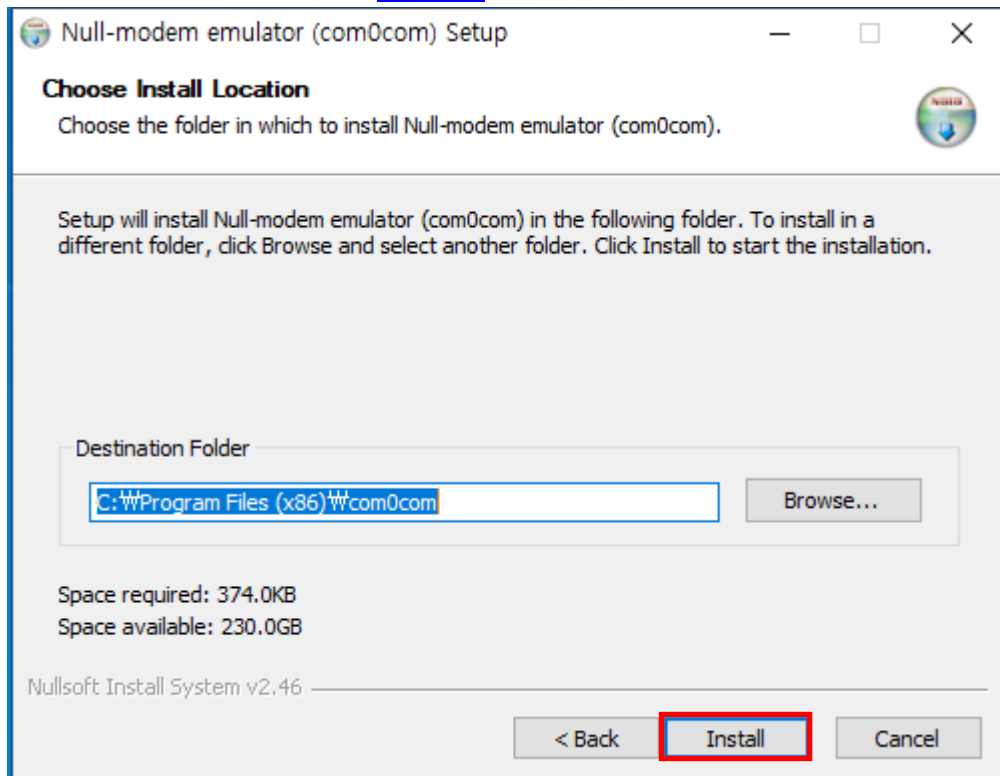 Null-modem emulator (com0com) Setup
Choose Install Location
Choose the folder in which to install Null-modem emulator (com0com).
Setup will install Null-modem emulator (com0com) in the following folder. To install in a
different folder, click Browse and select another folder. Click Install to start the installation.
Destination Folder
C:₩Program Files (x86)₩com0com
Browse...
Space required: 374.0KB
Space available: 230.0GB
Nullsoft Install System v2.46
< Back
Install
Cancel